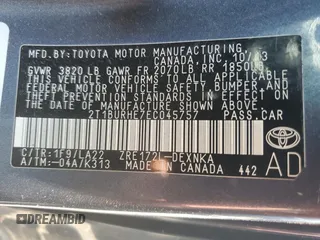 MFD.BY:TOYOTA MOTOR MANUFACTURING
CANADA,INC. 10/13
GVWR 3820LB GAWR FR 2070LB RR 1850LB
THIS VEHICLE CONFORMS TO ALL APPLICABLE
FEDERAL MOTOR VEHICLE SAFETY, BUMPER, AND
THEFT PREVENTION STANDARDS IN EFFECT ON
THE DATE OF MANUFACTURE SHOWN ABOVE.
2T1BURHE7EC045757 PASS.CAR
C/TR:1F9/LA22 ZRE172L-DEXNKA
A/TM:-04A/K313 MADE IN CANADA 442
TOYOTA
AD
DREAMBID